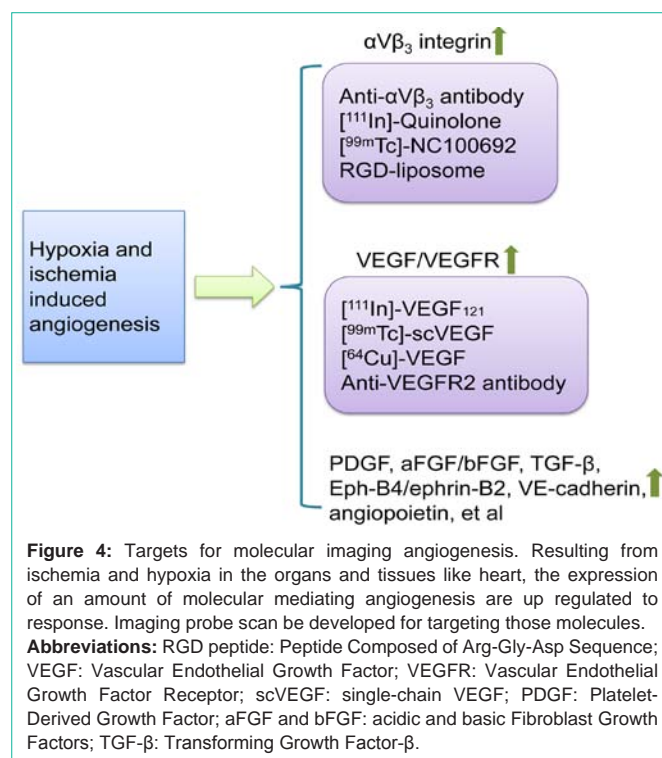 αVβ₃ integrin
Anti-αVβ₃ antibody
[¹¹¹In]-Quinolone
[⁹⁹ᵐTc]-NC100692
RGD-liposome
Hypoxia and
ischemia
induced
angiogenesis
VEGF/VEGFR
[¹¹¹In]-VEGF₁₂₁
[⁹⁹ᵐTc]-scVEGF
[⁶⁴Cu]-VEGF
Anti-VEGFR2 antibody
PDGF, aFGF/bFGF, TGF-β,
Eph-B4/ephrin-B2, VE-cadherin,
angiopoietin, et al
Figure 4: Targets for molecular imaging angiogenesis. Resulting from
ischemia and hypoxia in the organs and tissues like heart, the expression
of an amount of molecular mediating angiogenesis are up regulated to
response. Imaging probe scan be developed for targeting those molecules.
Abbreviations: RGD peptide: Peptide Composed of Arg-Gly-Asp Sequence;
VEGF: Vascular Endothelial Growth Factor; VEGFR: Vascular Endothelial
Growth Factor Receptor; scVEGF: single-chain VEGF; PDGF: Platelet-
Derived Growth Factor; aFGF and bFGF: acidic and basic Fibroblast Growth
Factors; TGF-β: Transforming Growth Factor-β.